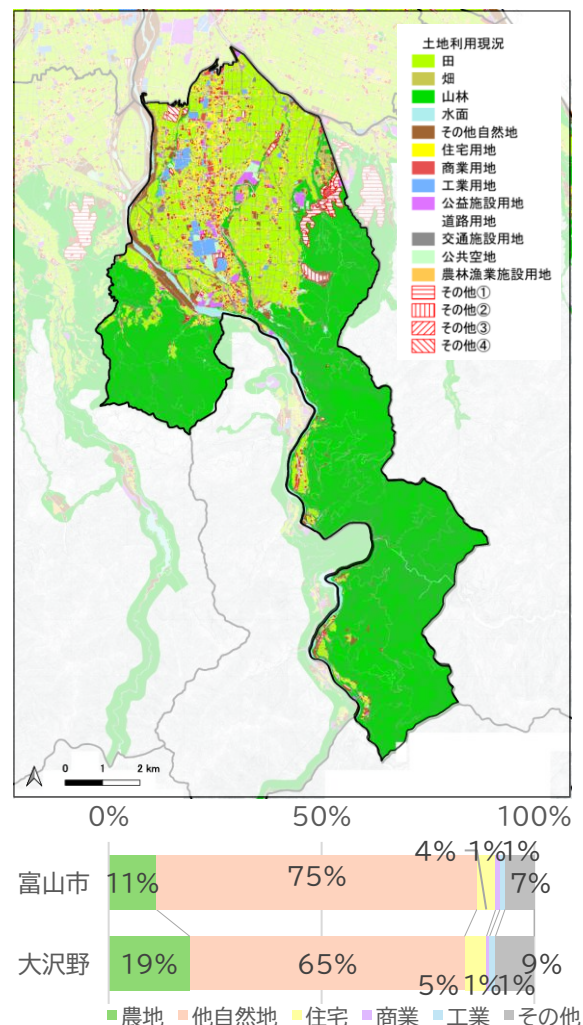 土地利用現況
田
畑
山林
水面
その他自然地
住宅用地
商業用地
工業用地
公益施設用地
道路用地
交通施設用地
公共空地
農林漁業施設用地
その他①
その他②
その他③
その他④
0 1 2 km
0% 50% 100%
富山市 11% 75% 4% 1% 1% 7%
大沢野 19% 65% 5% 1% 1% 9%
農地 他自然地 住宅 商業 工業 その他